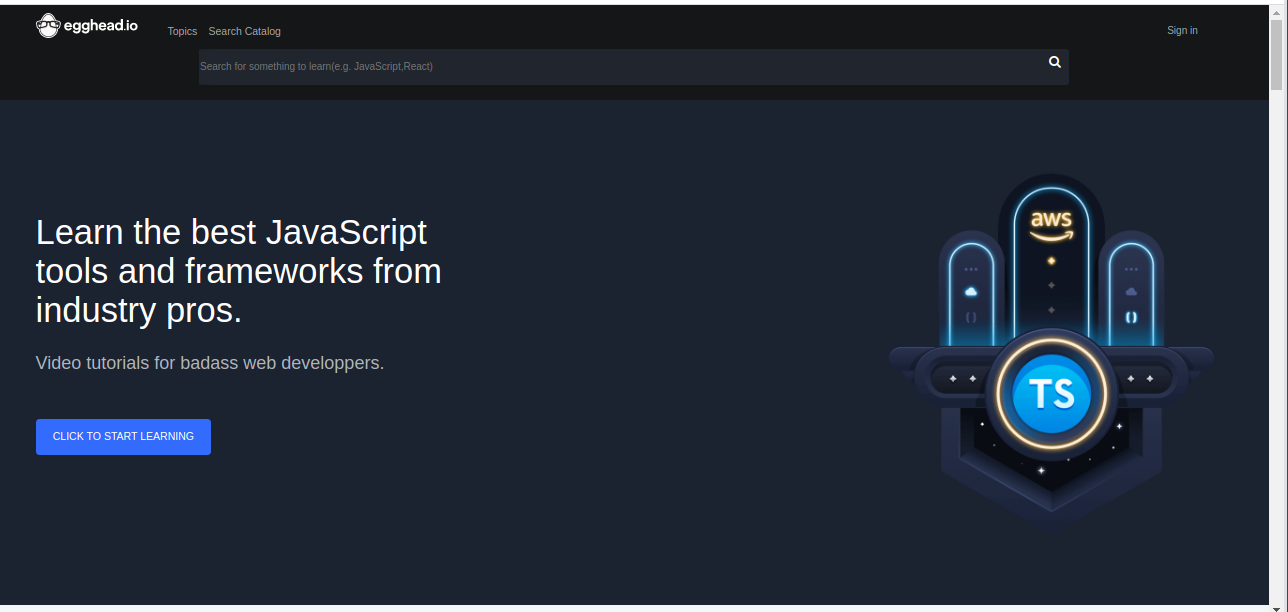 egghead.io
Topics Search Catalog
Sign in
Search for something to learn(e.g. JavaScript,React)
Learn the best JavaScript
tools and frameworks from
industry pros.
Video tutorials for badass web developpers.
CLICK TO START LEARNING
aws
{ }
{ }
TS